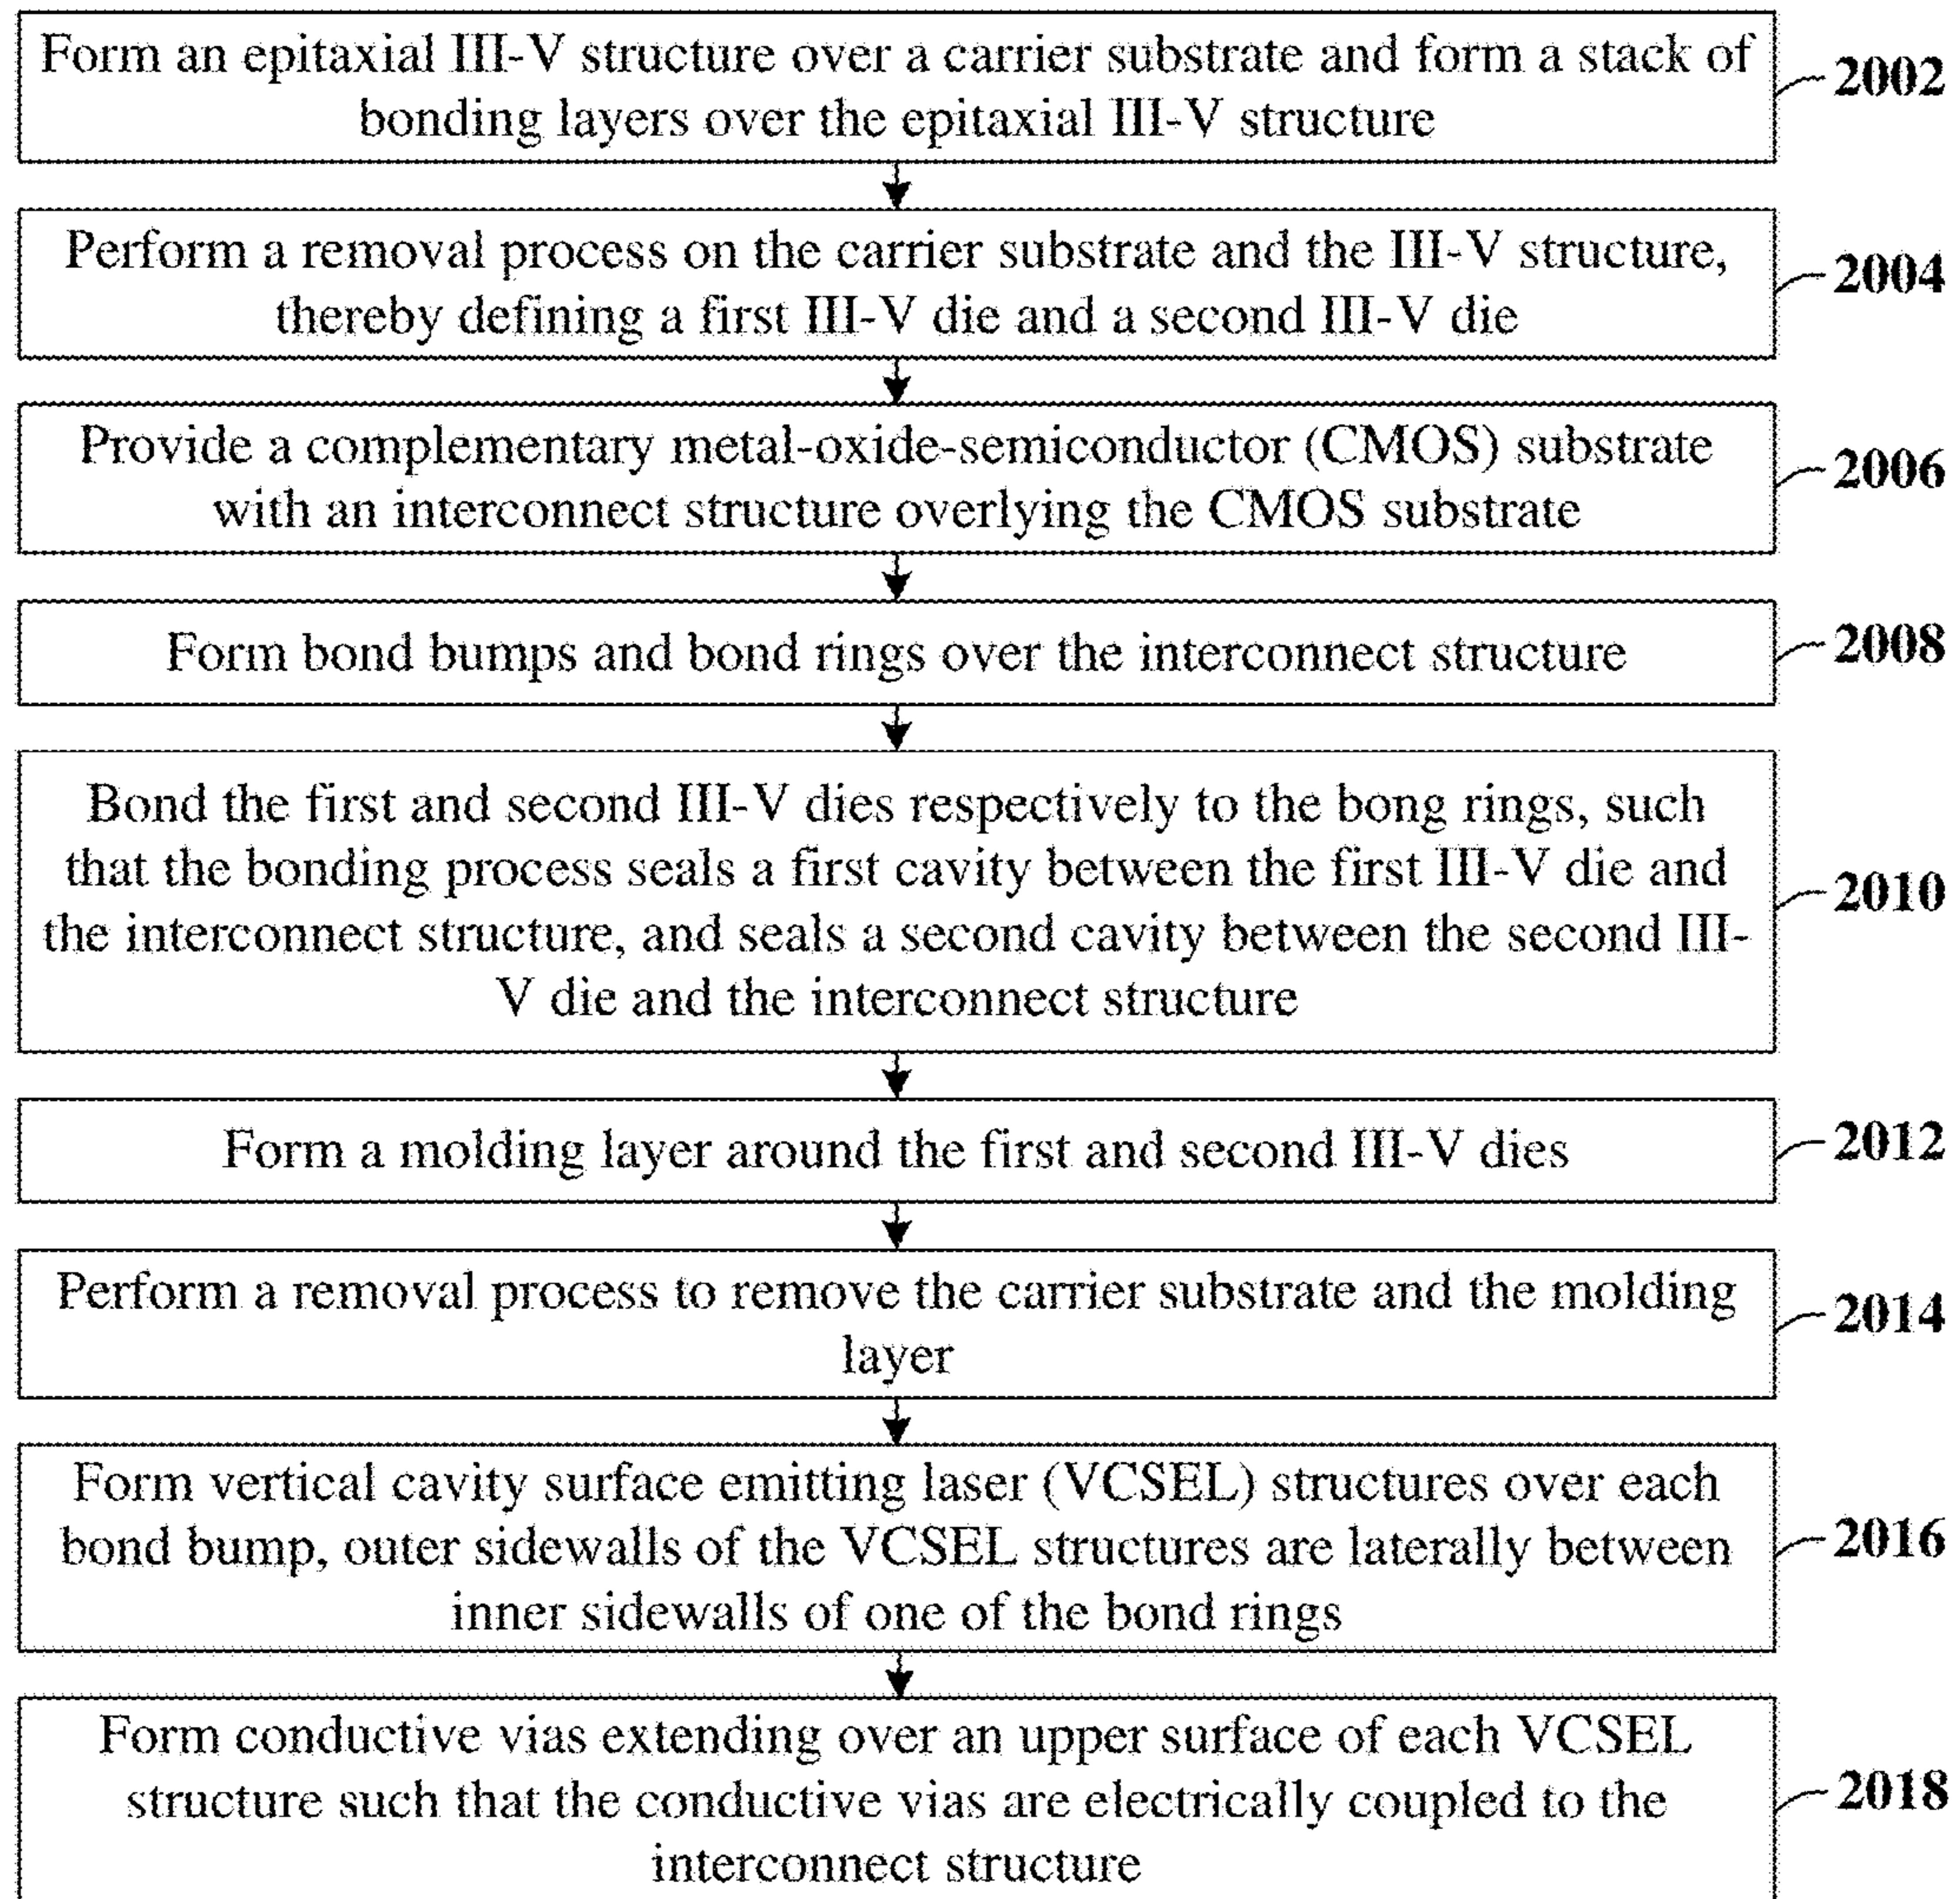 Form an epitaxial III-V structure over a carrier substrate and form a stack of
bonding layers over the epitaxial III-V structure
2002
Perform a removal process on the carrier substrate and the III-V structure,
thereby defining a first III-V die and a second III-V die
2004
Provide a complementary metal-oxide-semiconductor (CMOS) substrate
with an interconnect structure overlying the CMOS substrate
2006
Form bond bumps and bond rings over the interconnect structure
2008
Bond the first and second III-V dies respectively to the bong rings, such
that the bonding process seals a first cavity between the first III-V die and
the interconnect structure, and seals a second cavity between the second III-
V die and the interconnect structure
2010
Form a molding layer around the first and second III-V dies
2012
Perform a removal process to remove the carrier substrate and the molding
layer
2014
Form vertical cavity surface emitting laser (VCSEL) structures over each
bond bump, outer sidewalls of the VCSEL structures are laterally between
inner sidewalls of one of the bond rings
2016
Form conductive vias extending over an upper surface of each VCSEL
structure such that the conductive vias are electrically coupled to the
interconnect structure
2018